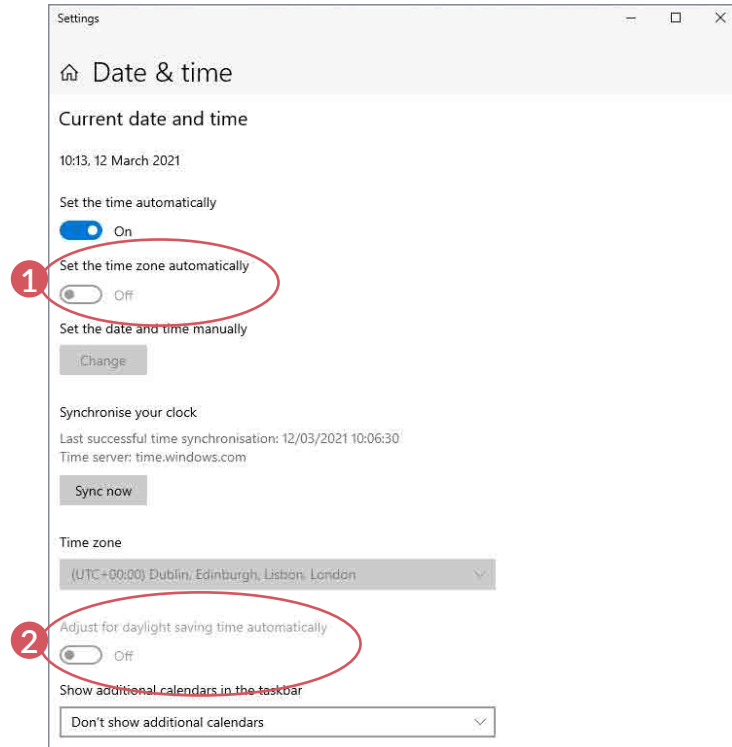 Settings
Date & time
Current date and time
10:13, 12 March 2021
Set the time automatically
On
1
Set the time zone automatically
Off
Set the date and time manually
Change
Synchronise your clock
Last successful time synchronisation: 12/03/2021 10:06:30
Time server: time.windows.com
Sync now
Time zone
(UTC+00:00) Dublin, Edinburgh, Lisbon, London
2
Adjust for daylight saving time automatically
Off
Show additional calendars in the taskbar
Don't show additional calendars